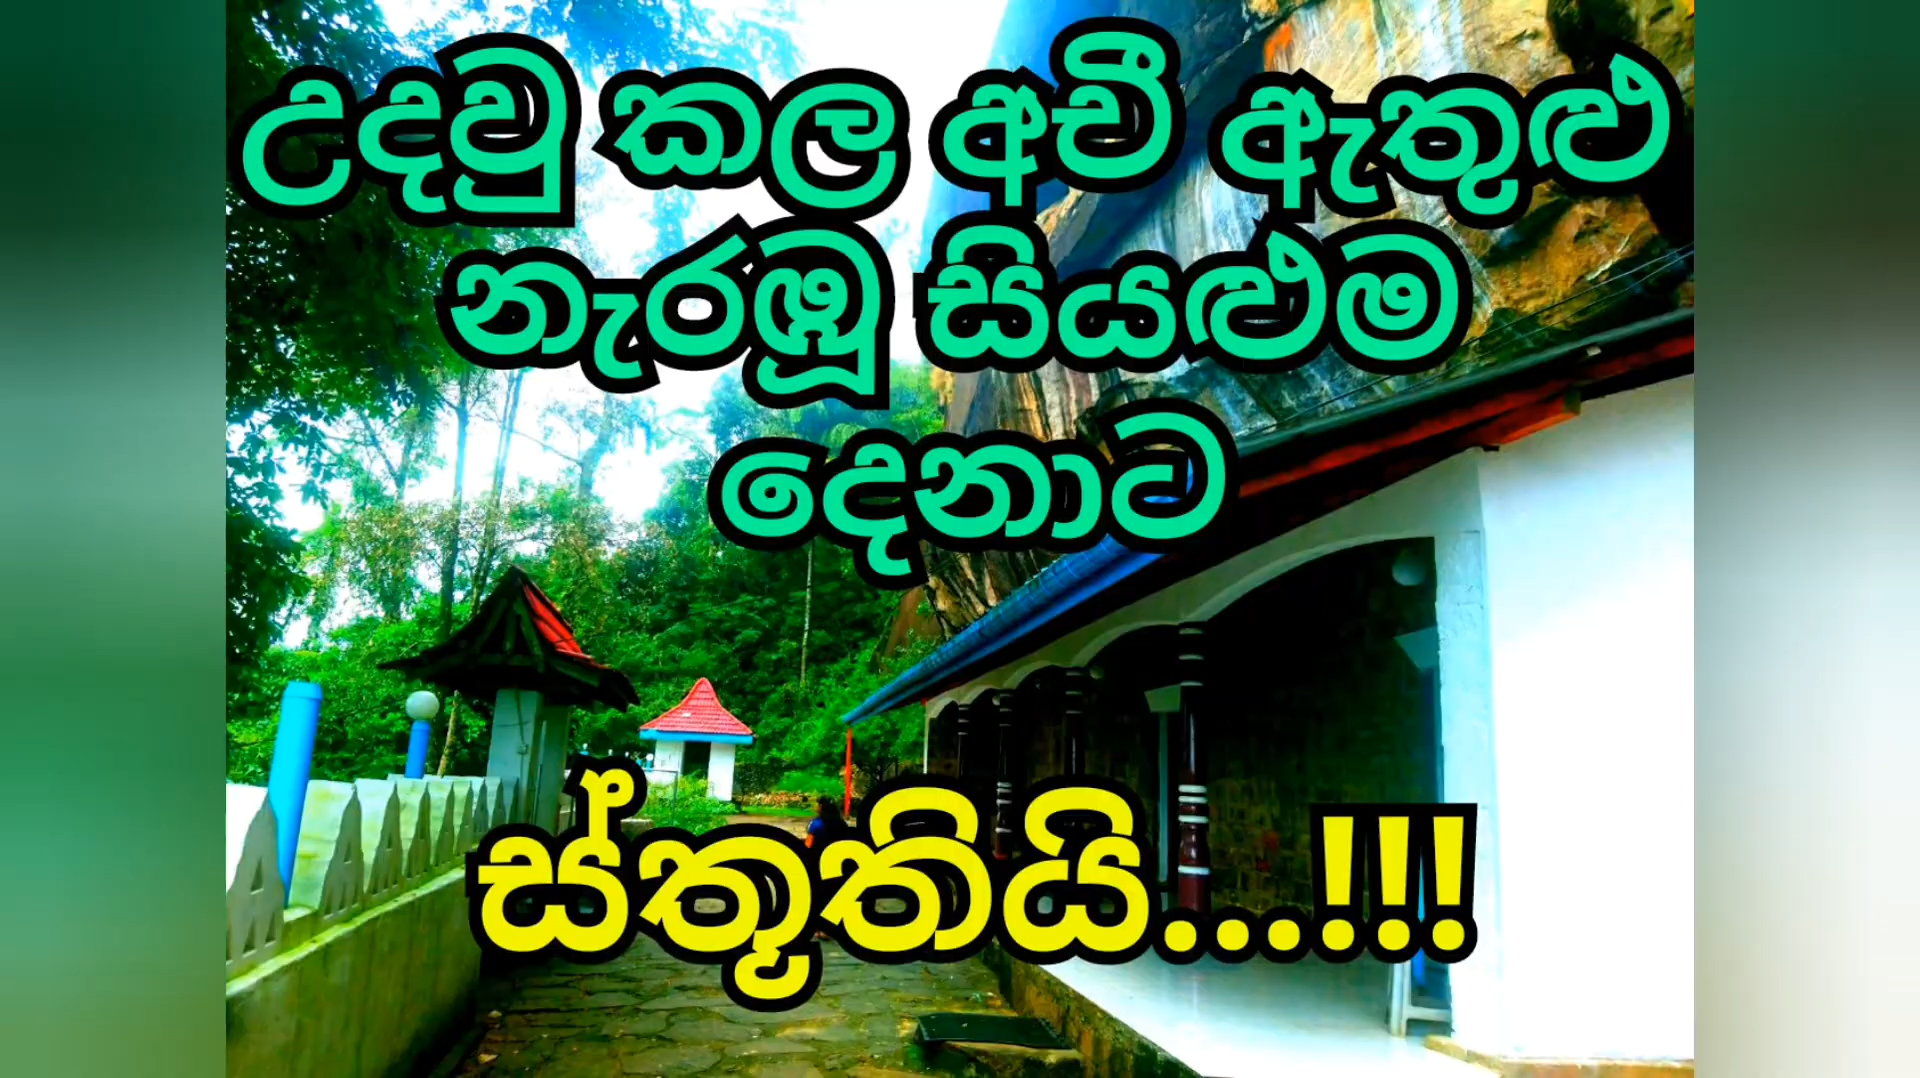 උදවු කල අචී ඇතුළු
නැරඹූ සියළුම
දෙනාට
ස්තූතියි...!!!